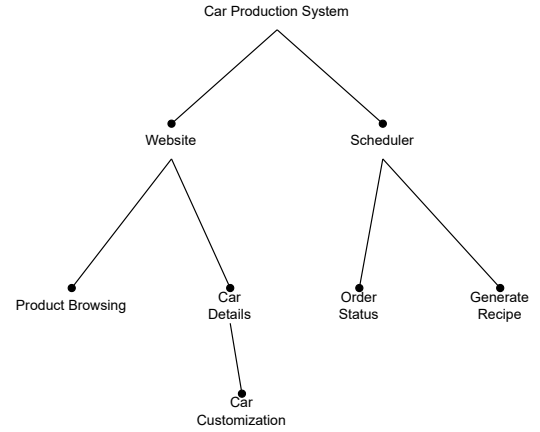 Car Production System
Website
Scheduler
Product Browsing
Car
Details
Order
Status
Generate
Recipe
Car
Customization